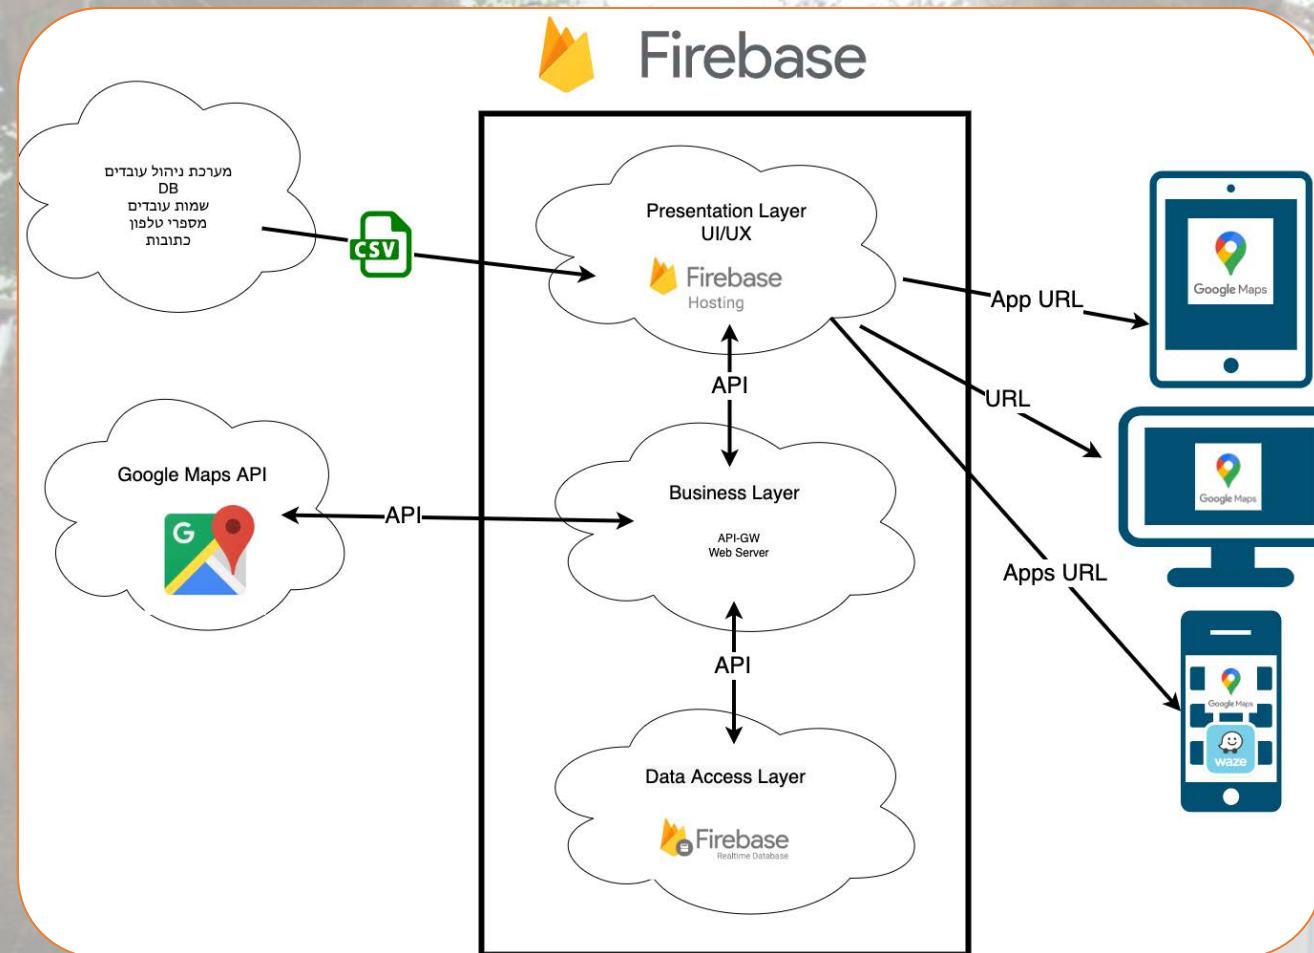 Firebase
מערכת ניהול עובדים
DB
שמות עובדים
מספרי טלפון
כתובות
CSV
Presentation Layer
UI/UX
Firebase
Hosting
App URL
Google Maps
API
URL
Google Maps
Google Maps API
G
API
Business Layer
API-GW
Web Server
Apps URL
API
Google Maps
waze
Data Access Layer
Firebase
Realtime Database